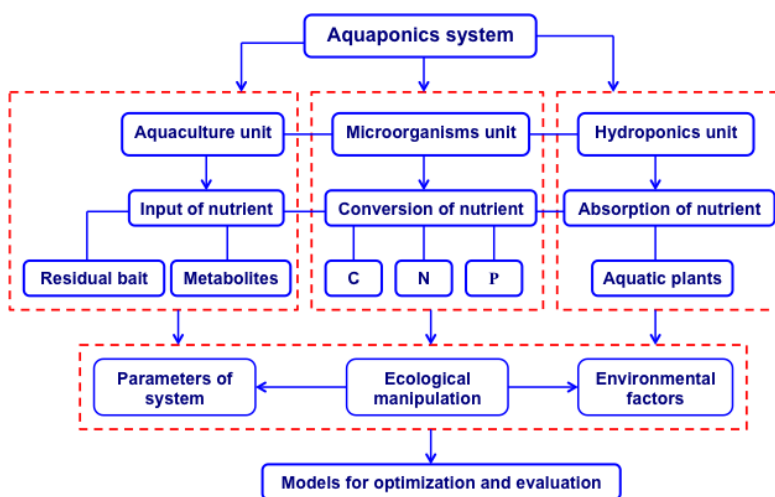 Aquaponics system
Aquaculture unit
Microorganisms unit
Hydroponics unit
Input of nutrient
Conversion of nutrient
Absorption of nutrient
Residual bait
Metabolites
C
N
P
Aquatic plants
Parameters of
system
Ecological
manipulation
Environmental
factors
Models for optimization and evaluation